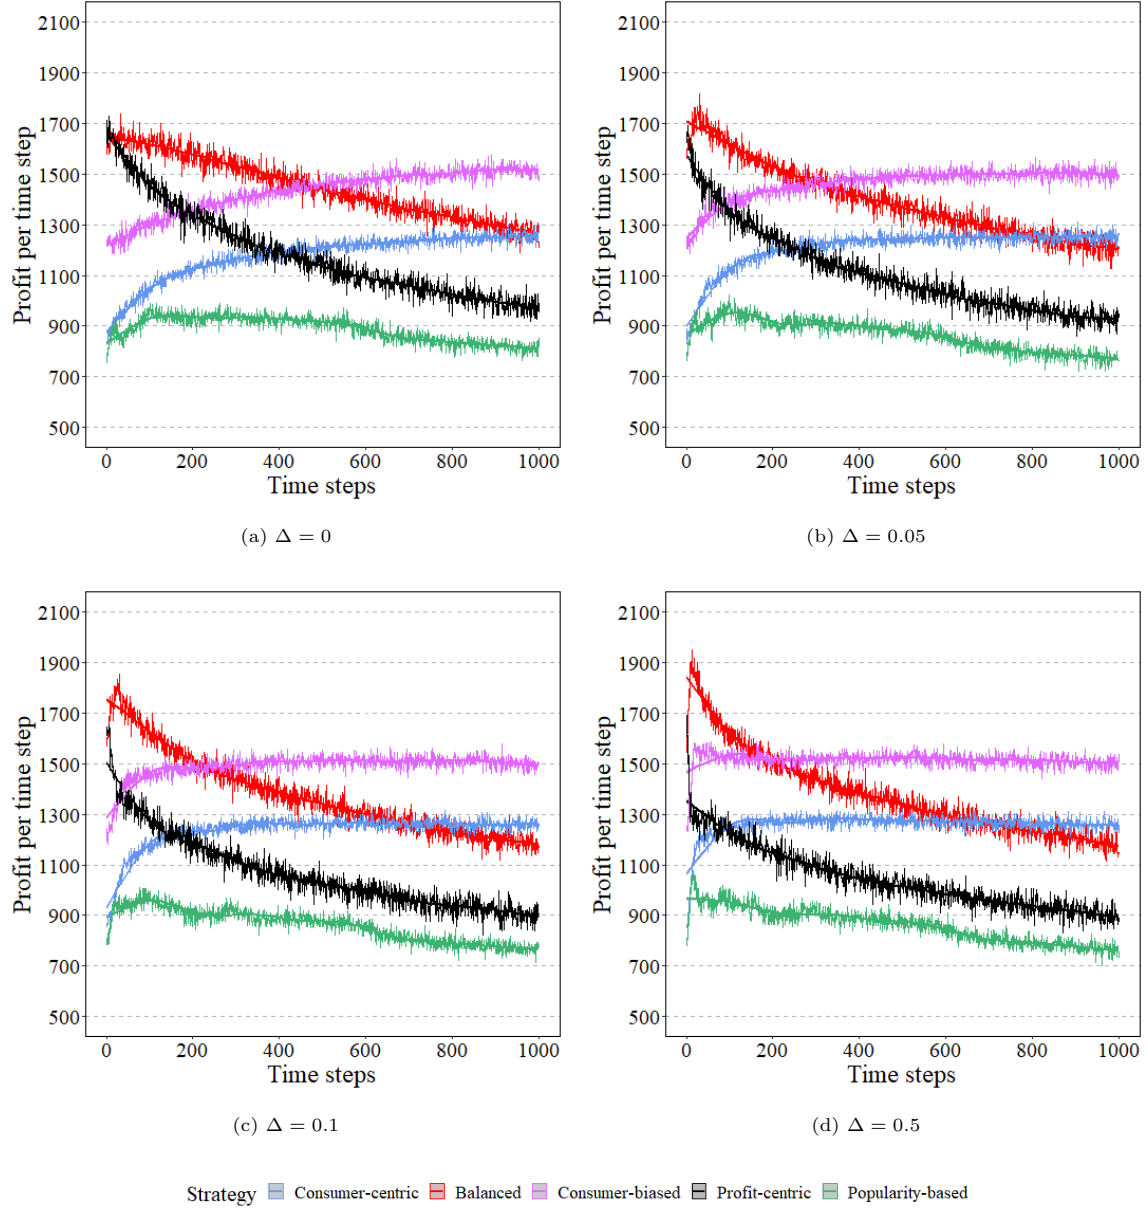 2100
1900
1700
1500
1300
1100
900
700
500
Profit per time step
0 200 400 600 800 1000
Time steps
(a) Δ = 0
2100
1900
1700
1500
1300
1100
900
700
500
Profit per time step
0 200 400 600 800 1000
Time steps
(b) Δ = 0.05
2100
1900
1700
1500
1300
1100
900
700
500
Profit per time step
0 200 400 600 800 1000
Time steps
(c) Δ = 0.1
2100
1900
1700
1500
1300
1100
900
700
500
Profit per time step
0 200 400 600 800 1000
Time steps
(d) Δ = 0.5
Strategy Consumer-centric Balanced Consumer-biased Profit-centric Popularity-based